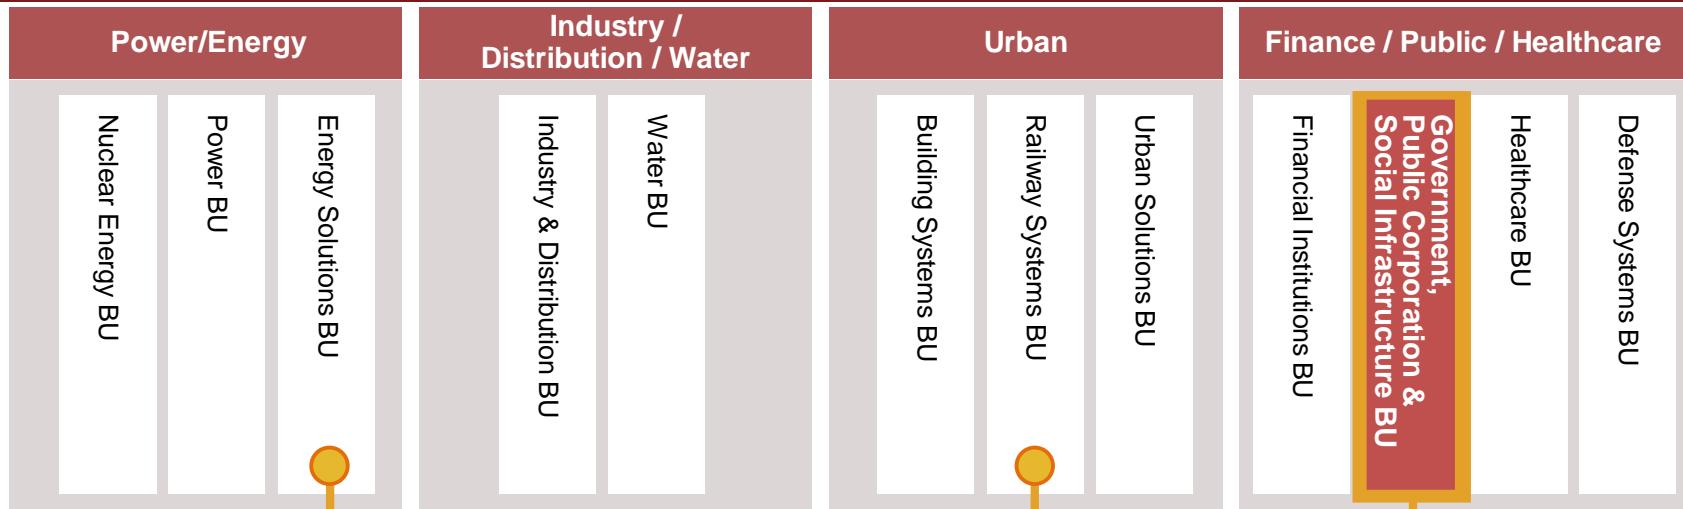 Power/Energy
Industry /
Distribution / Water
Urban
Finance / Public / Healthcare
Nuclear Energy BU
Power BU
Energy Solutions BU
Industry & Distribution BU
Water BU
Building Systems BU
Railway Systems BU
Urban Solutions BU
Financial Institutions BU
Government,
Public Corporation &
Social Infrastructure BU
Healthcare BU
Defense Systems BU